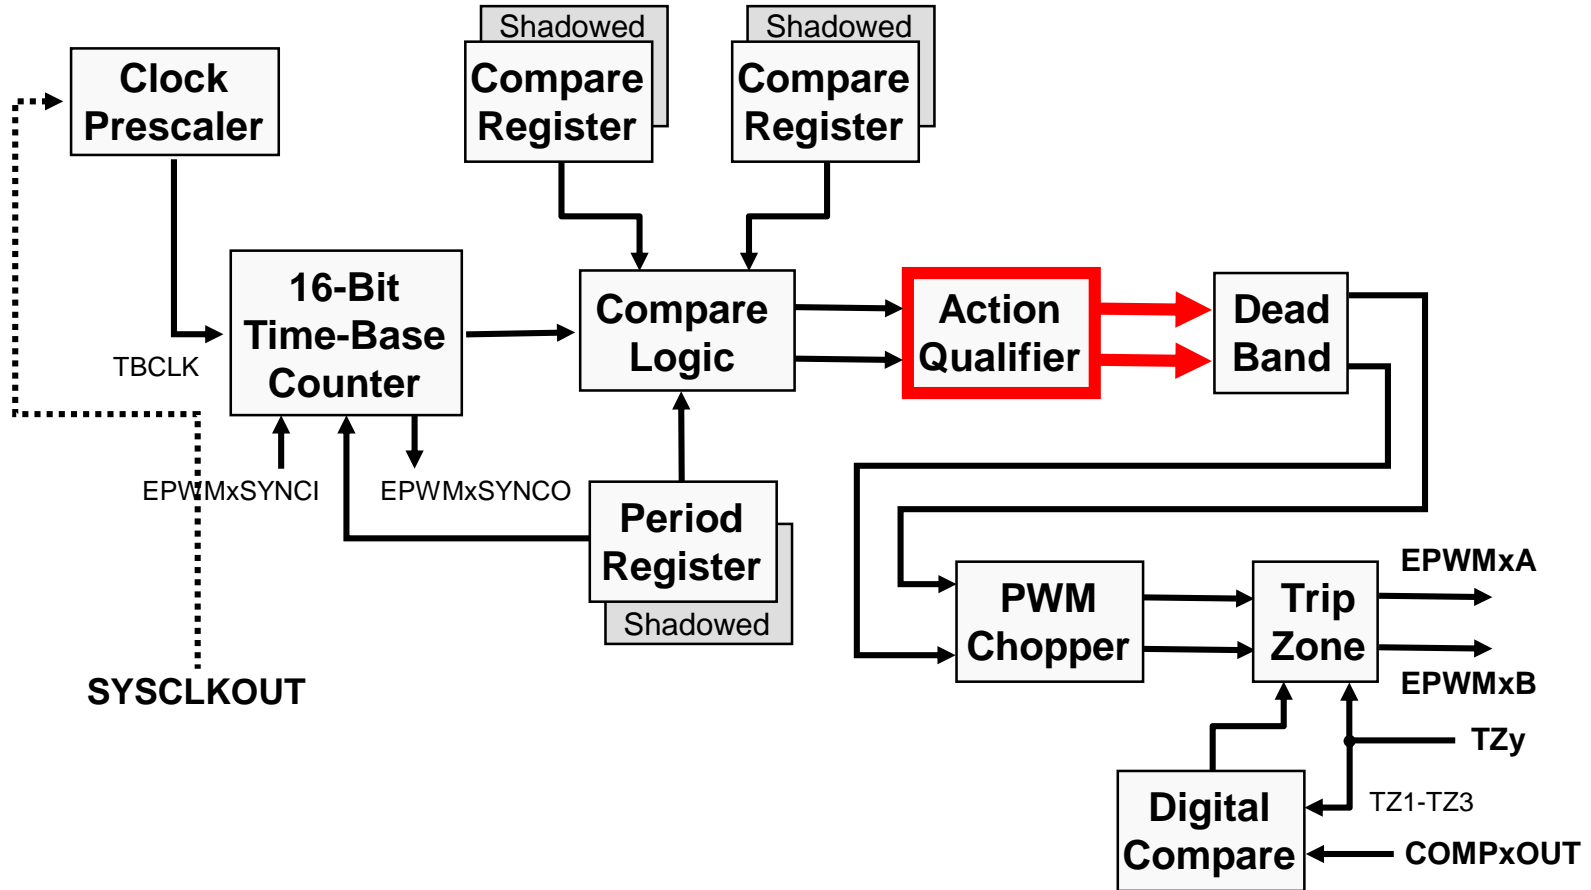 Shadowed
Shadowed
Clock
Prescaler
Compare
Register
Compare
Register
16-Bit
Time-Base
Counter
TBCLK
Compare
Logic
Action
Qualifier
Dead
Band
EPWMxSYNCI
EPWMxSYNCO
Period
Register
Shadowed
SYSCLKOUT
PWM
Chopper
Trip
Zone
EPWMxA
EPWMxB
TZy
TZ1-TZ3
Digital
Compare
COMPxOUT